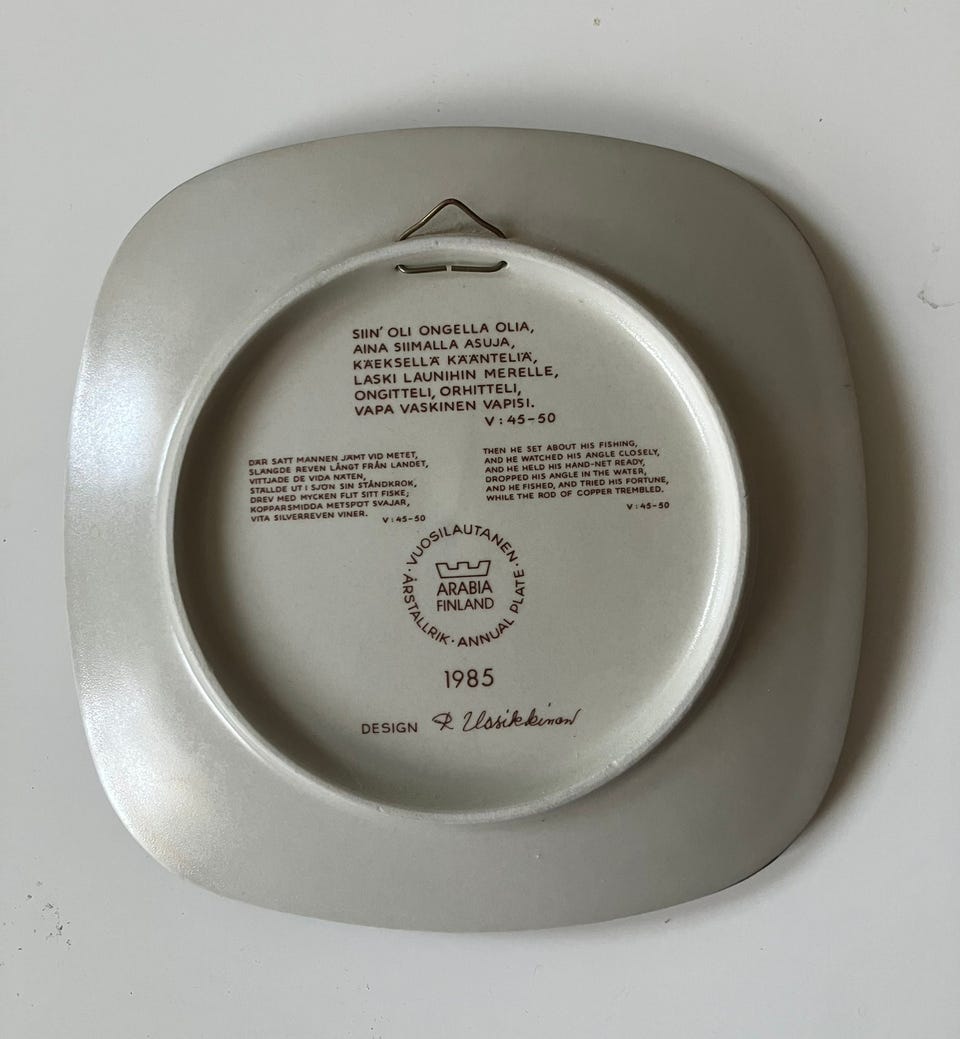 SIIN' OLI ONGELLA OLIA,
AINA SIIMALLA ASUJA,
KÄEKSELLÄ KÄÄNTELIÄ,
LASKI LAUNIHIN MERELLE,
ONGITTELI, ORHITTELI,
VAPA VASKINEN VAPISI.
V : 45-50
DÄR SATT MANNEN JÄMT VID METET,
SLÄNGDE REVEN LÅNGT FRÅN LANDET,
VITTJADE DE VIDA NÄTEN,
STÄLLDE UT I SJÖN SIN STÅNDKROK,
DREV MED MYCKEN FLIT SITT FISKE;
KOPPARSMIDDA METSPÖT SVAJAR,
VITA SILVERREVEN VINER.
V : 45-50
THEN HE SET ABOUT HIS FISHING,
AND HE WATCHED HIS ANGLE CLOSELY,
AND HE HELD HIS HAND-NET READY,
DROPPED HIS ANGLE IN THE WATER,
AND HE FISHED, AND TRIED HIS FORTUNE,
WHILE THE ROD OF COPPER TREMBLED.
V : 45-50
· VUOSILAUTANEN ·
ARABIA
FINLAND
ÅRSTALLRIK · ANNUAL PLATE
1985
DESIGN R Uosikkinen